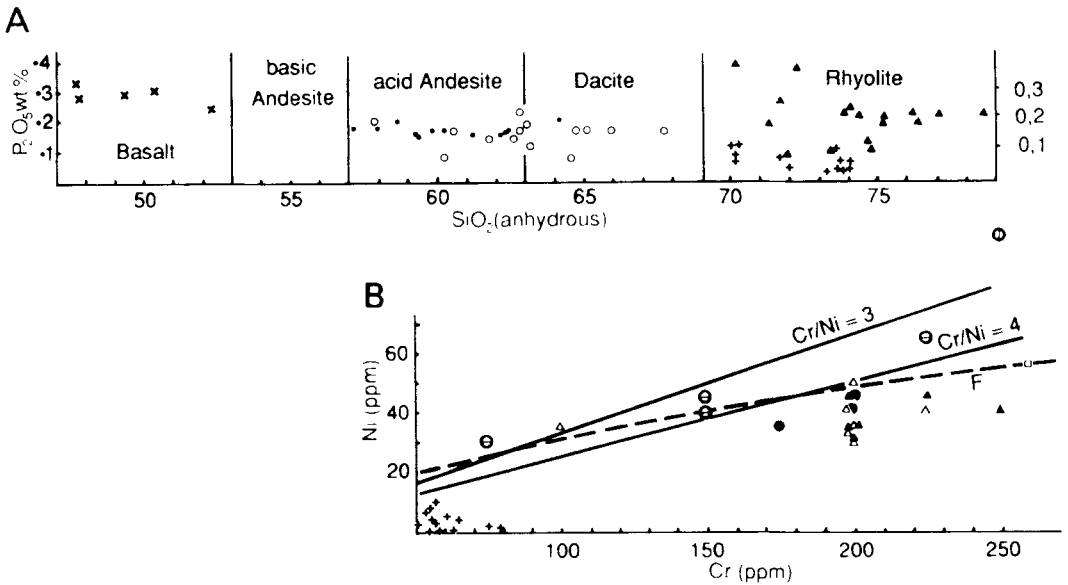 A
P2O5 wt %
·4
·3
·2
·1
basic
Andesite
acid Andesite
Dacite
Rhyolite
Basalt
0,3
0,2
0,1
50
55
60
65
70
75
SiO2(anhydrous)
B
Cr/Ni = 3
Cr/Ni = 4
F
Ni (ppm)
60
40
20
100
150
200
250
Cr (ppm)